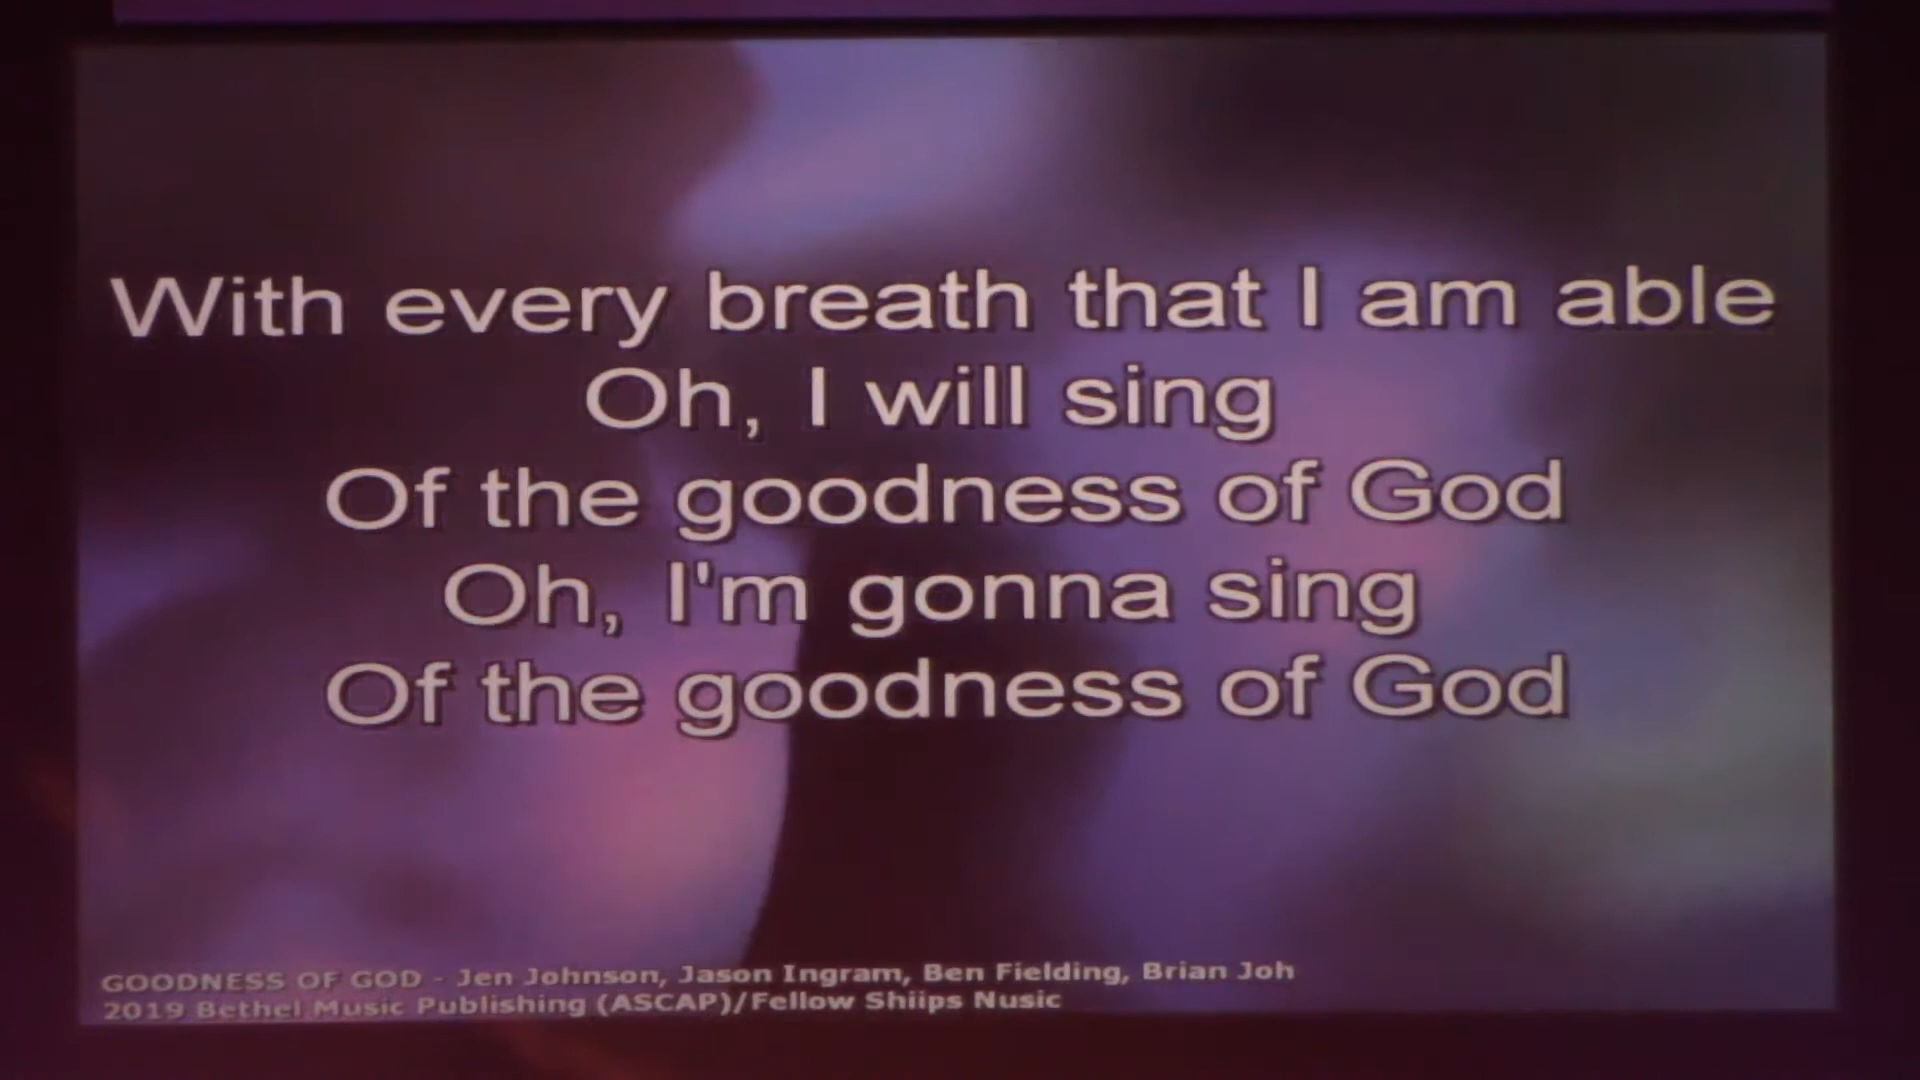 With every breath that I am able
Oh, I will sing
Of the goodness of God
Oh, I'm gonna sing
Of the goodness of God
GOODNESS OF GOD - Jen Johnson, Jason Ingram, Ben Fielding, Brian Joh
2019 Bethel Music Publishing (ASCAP)/Fellow Shiips Nusic